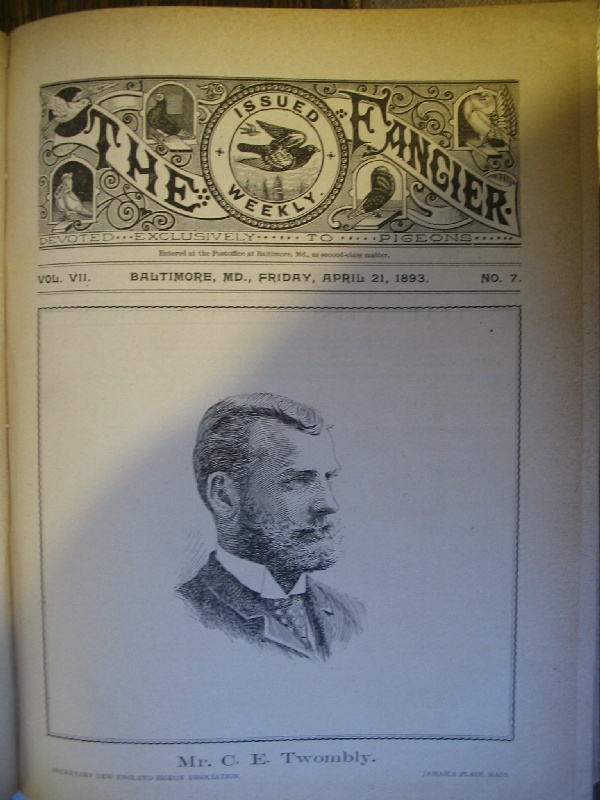 THE FANCIER.
ISSUED WEEKLY.
DEVOTED...EXCLUSIVELY......TO.....PIGEONS......
Entered at the Postoffice at Baltimore, Md., as second-class matter.
VOL. VII. BALTIMORE, MD., FRIDAY, APRIL 21, 1893. NO. 7.
Mr. C. E. Twombly.
SECRETARY NEW ENGLAND PIGEON ASSOCIATION. JAMAICA PLAIN, MASS.